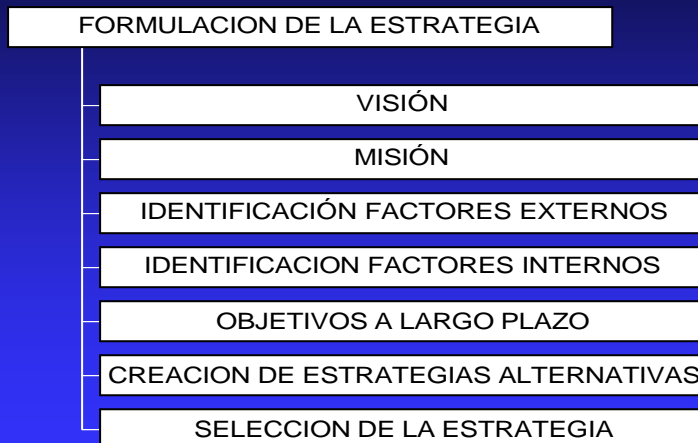 FORMULACION DE LA ESTRATEGIA
VISIÓN
MISIÓN
IDENTIFICACIÓN FACTORES EXTERNOS
IDENTIFICACION FACTORES INTERNOS
OBJETIVOS A LARGO PLAZO
CREACION DE ESTRATEGIAS ALTERNATIVAS
SELECCION DE LA ESTRATEGIA